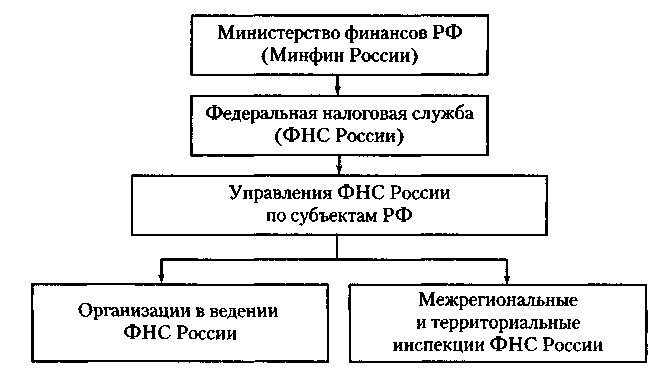 Министерство финансов РФ
(Минфин России)
Федеральная налоговая служба
(ФНС России)
Управления ФНС России
по субъектам РФ
Организации в ведении
ФНС России
Межрегиональные
и территориальные
инспекции ФНС России